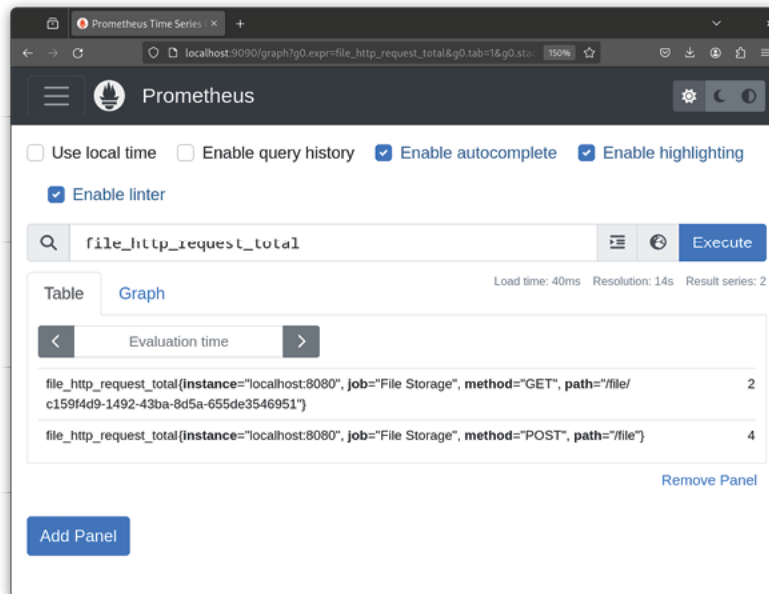 Prometheus Time Series
localhost:9090/graph?g0.expr=file_http_request_total&g0.tab=1&g0.stac 150%
Prometheus
Use local time Enable query history Enable autocomplete Enable highlighting
Enable linter
file_http_request_total Execute
Load time: 40ms Resolution: 14s Result series: 2
Table Graph
Evaluation time
file_http_request_total{instance="localhost:8080", job="File Storage", method="GET", path="/file/ 2
c159f4d9-1492-43ba-8d5a-655de3546951"}
file_http_request_total{instance="localhost:8080", job="File Storage", method="POST", path="/file"} 4
Remove Panel
Add Panel